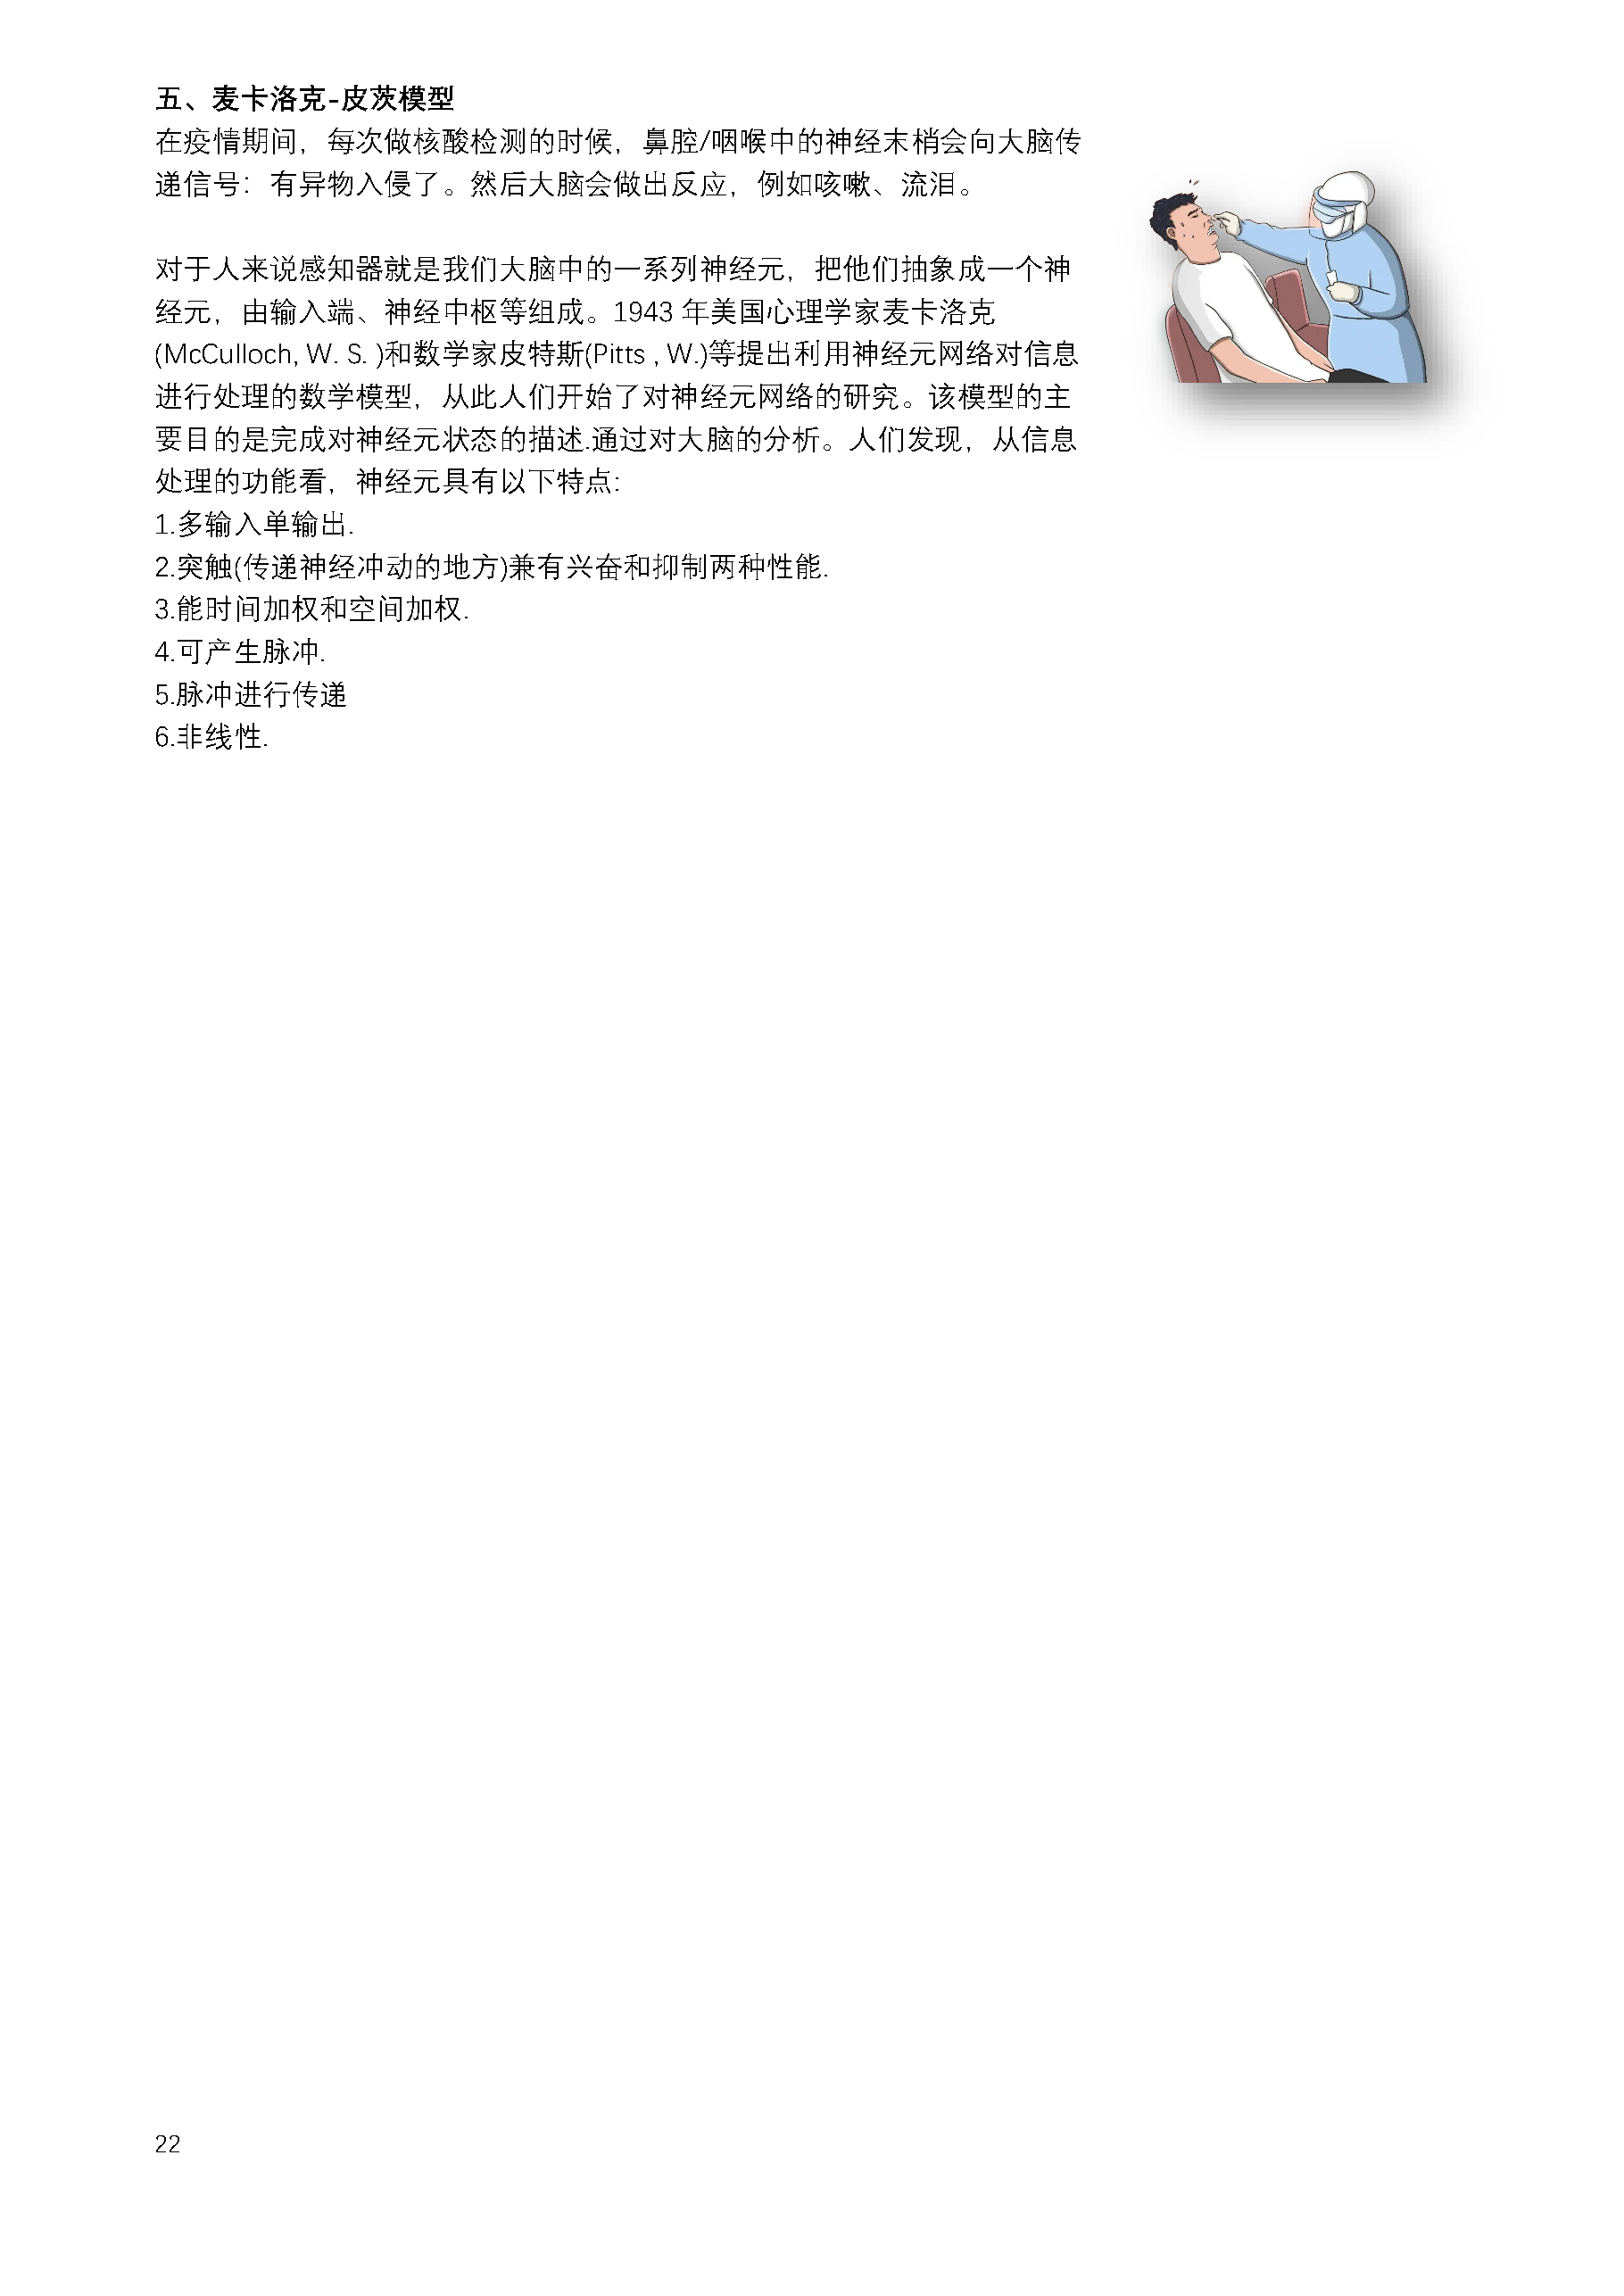 五、麦卡洛克-皮茨模型
在疫情期间，每次做核酸检测的时候，鼻腔/咽喉中的神经末梢会向大脑传
递信号：有异物入侵了。然后大脑会做出反应，例如咳嗽、流泪。
对于人来说感知器就是我们大脑中的一系列神经元，把他们抽象成一个神
经元，由输入端、神经中枢等组成。1943 年美国心理学家麦卡洛克
(McCulloch, W. S. )和数学家皮特斯(Pitts , W.)等提出利用神经元网络对信息
进行处理的数学模型，从此人们开始了对神经元网络的研究。该模型的主
要目的是完成对神经元状态的描述.通过对大脑的分析。人们发现，从信息
处理的功能看，神经元具有以下特点:
1.多输入单输出.
2.突触(传递神经冲动的地方)兼有兴奋和抑制两种性能.
3.能时间加权和空间加权.
4.可产生脉冲.
5.脉冲进行传递
6.非线性.
22